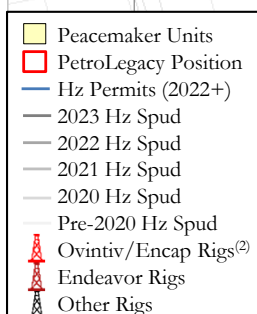 Peacemaker Units
PetroLegacy Position
Hz Permits (2022+)
2023 Hz Spud
2022 Hz Spud
2021 Hz Spud
2020 Hz Spud
Pre-2020 Hz Spud
Ovintiv/Encap Rigs(2)
Endeavor Rigs
Other Rigs